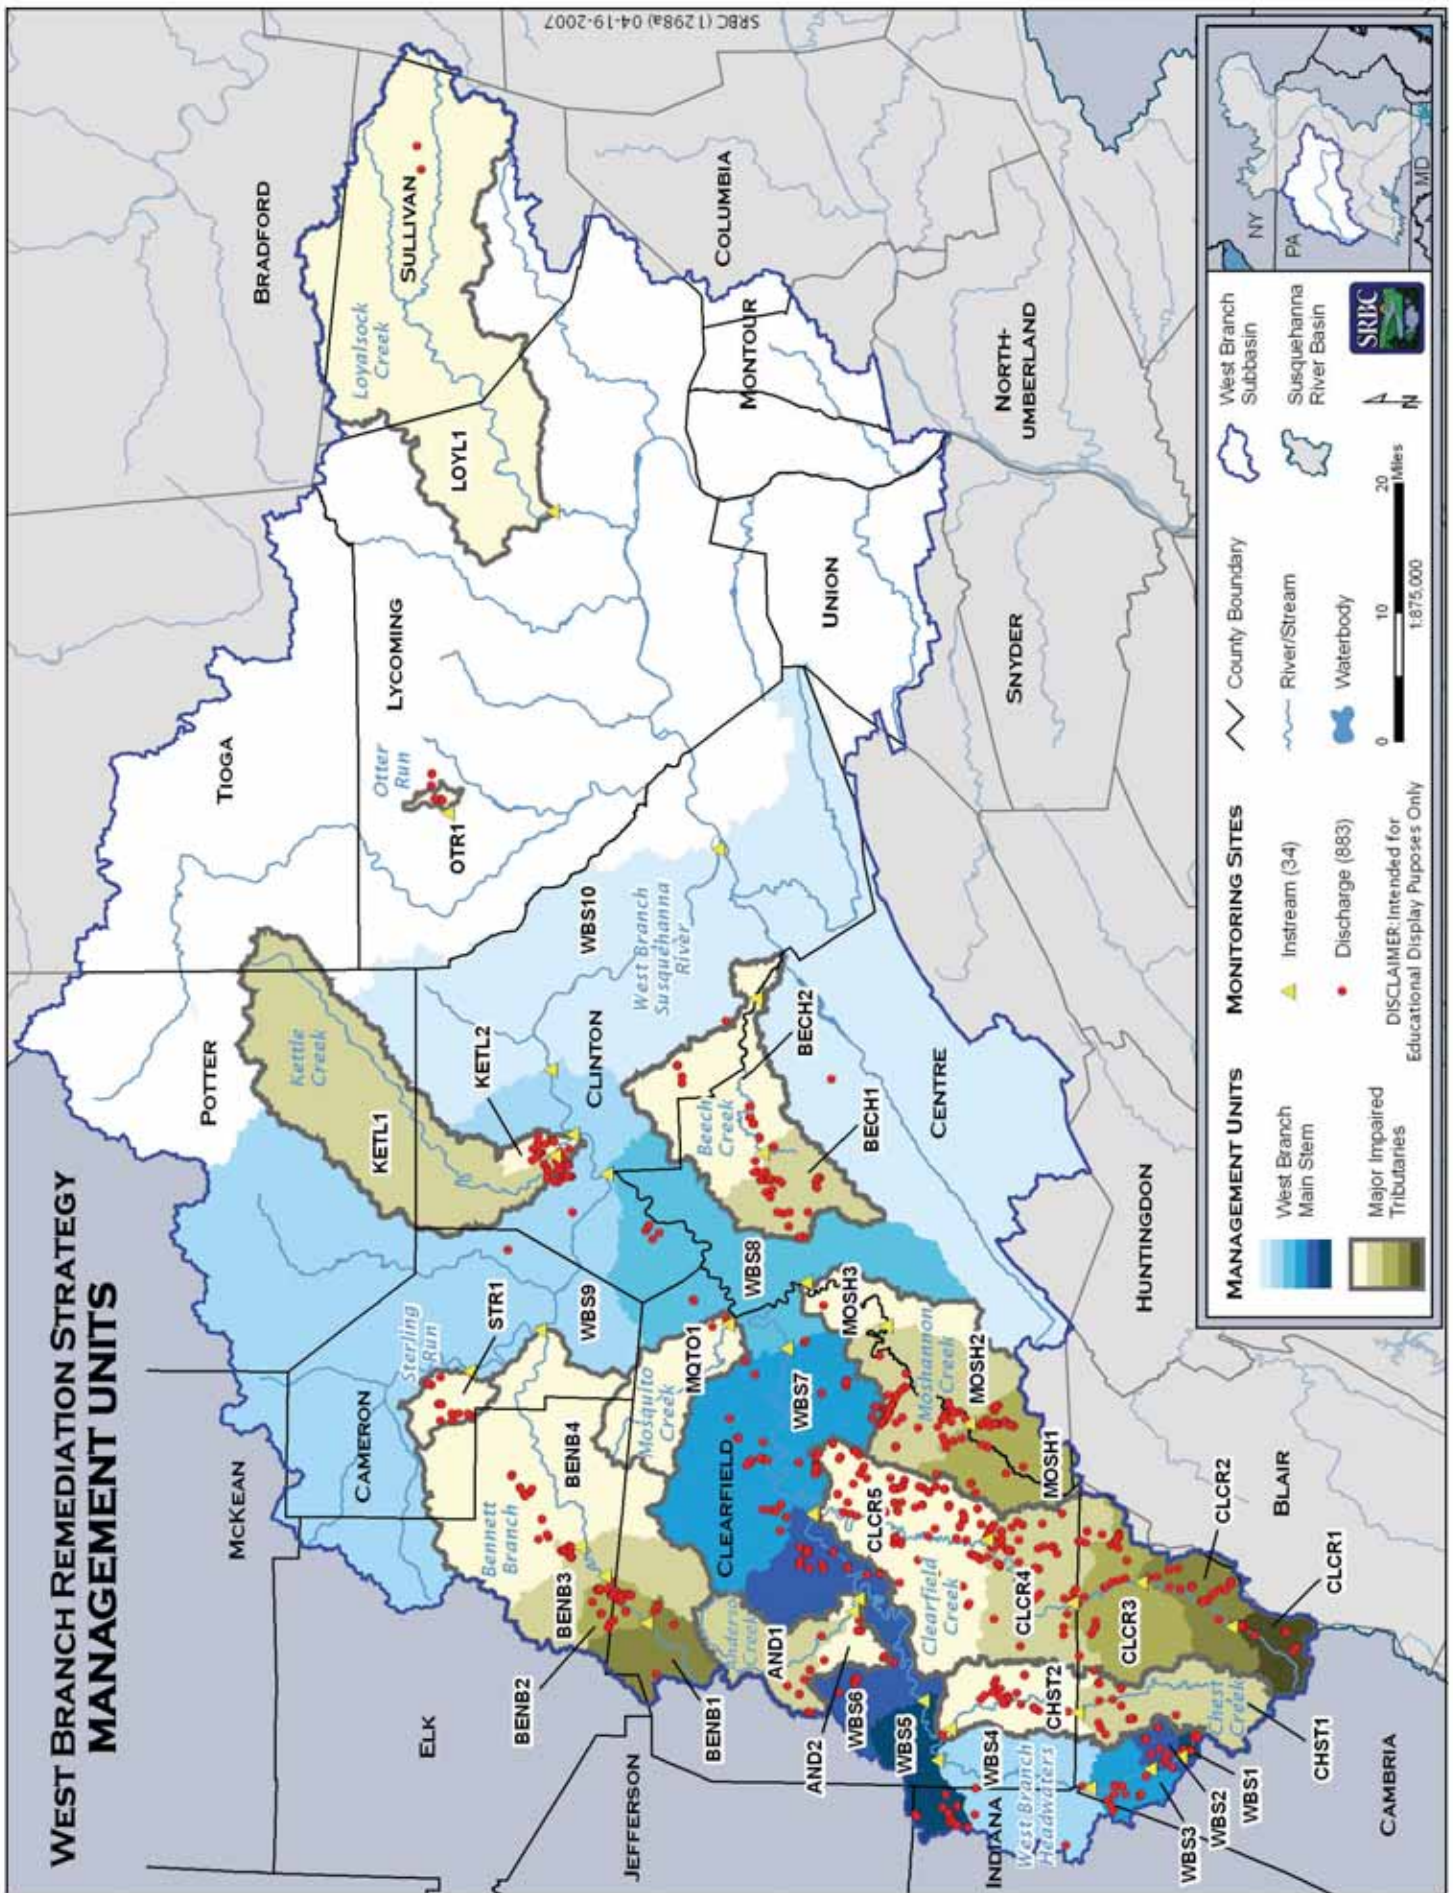 WEST BRANCH REMEDIATION STRATEGY
MANAGEMENT UNITS
SRBC (1298a) 04-19-2007
MCKEAN
POTTER
TIOGA
BRADFORD
ELK
CAMERON
Sterling
Run
STR1
Kettle
Creek
KETL1
KETL2
LYCOMING
Otter
Run
OTR1
LOYL1
Loyalsock
Creek
SULLIVAN
BENB2
BENB3
Bennett
Branch
BENB4
WBS9
CLINTON
WBS10
West Branch
Susquehanna
River
JEFFERSON
BENB1
Mosquito
Creek
MQTO1
WBS8
Beech
Creek
BECH2
BECH1
COLUMBIA
MONTOUR
UNION
Creek
AND1
AND2
CLEARFIELD
WBS7
MOSH3
WBS6
WBS5
CLCR5
Clearfield
Creek
Moshannon
Creek
MOSH2
CENTRE
SNYDER
NORTH-
UMBERLAND
INDIANA
WBS4
West Branch
Headwaters
CHST2
CLCR4
MOSH1
HUNTINGDON
CLCR3
CLCR2
Chest
Creek
WBS3
WBS2
WBS1
CHST1
CLCR1
BLAIR
CAMBRIA
MANAGEMENT UNITS
West Branch
Main Stem
Major Impaired
Tributaries
MONITORING SITES
Instream (34)
Discharge (883)
DISCLAIMER: Intended for
Educational Display Puposes Only
County Boundary
River/Stream
Waterbody
West Branch
Subbasin
Susquehanna
River Basin
0 10 20 Miles
1:875,000
N
SRBC
NY
PA
MD